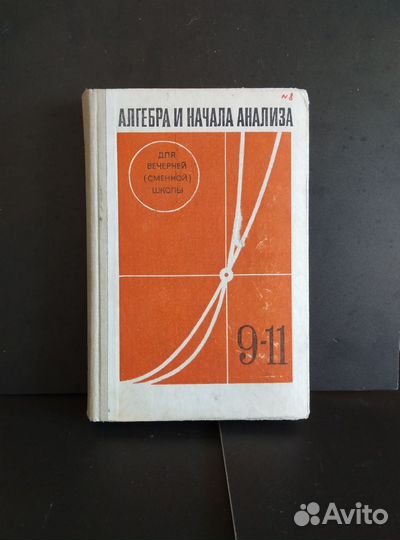 №8
АЛГЕБРА И НАЧАЛА АНАЛИЗА
ДЛЯ
ВЕЧЕРНЕЙ
(СМЕННОЙ)
ШКОЛЫ
9-11
Avito